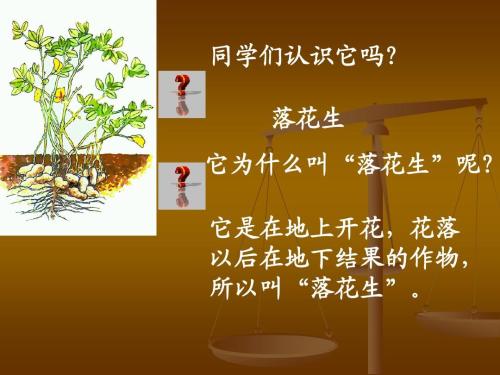 同学们认识它吗？
落花生
它为什么叫“落花生”呢？
它是在地上开花，花落
以后在地下结果的作物，
所以叫“落花生”。